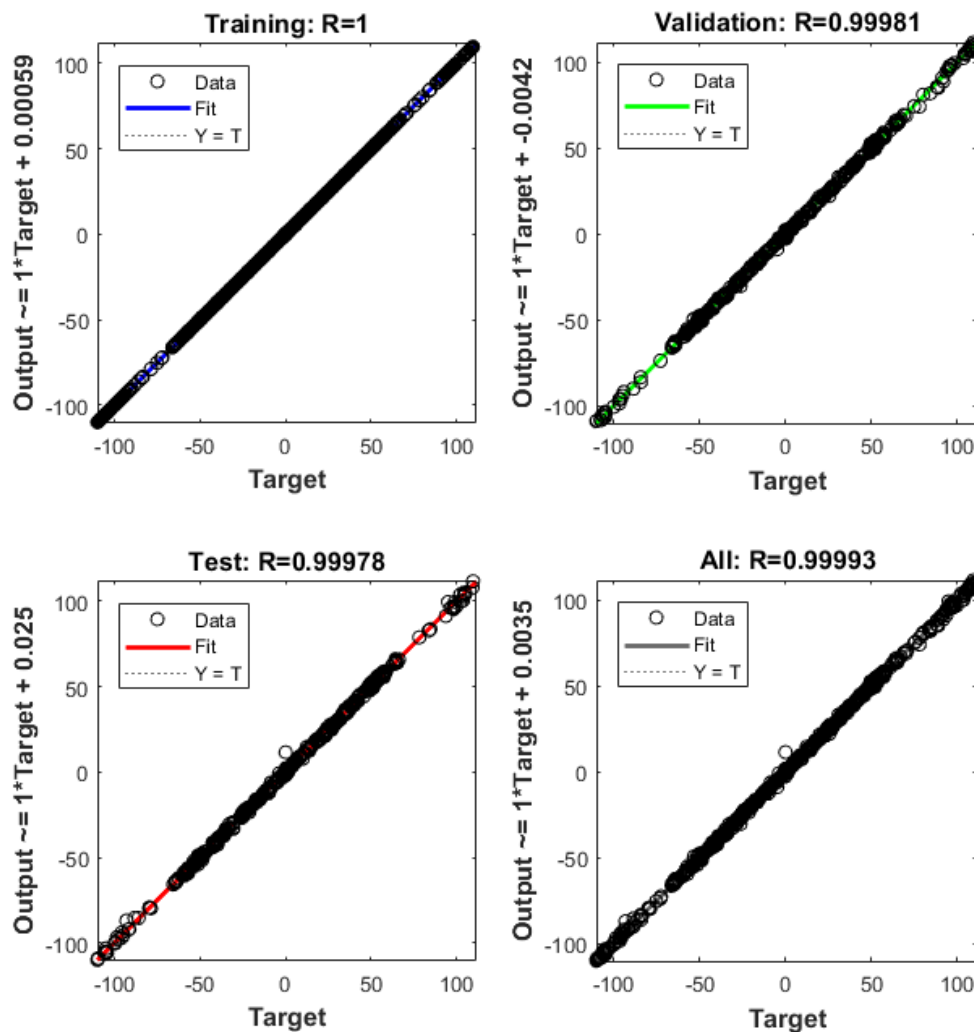 Training: R=1
Output ~= 1*Target + 0.00059
100
50
0
-50
-100
Data
Fit
Y = T
-100
-50
0
50
100
Target
Validation: R=0.99981
Output ~= 1*Target + -0.0042
100
50
0
-50
-100
Data
Fit
Y = T
-100
-50
0
50
100
Target
Test: R=0.99978
Output ~= 1*Target + 0.025
100
50
0
-50
-100
Data
Fit
Y = T
-100
-50
0
50
100
Target
All: R=0.99993
Output ~= 1*Target + 0.0035
100
50
0
-50
-100
Data
Fit
Y = T
-100
-50
0
50
100
Target